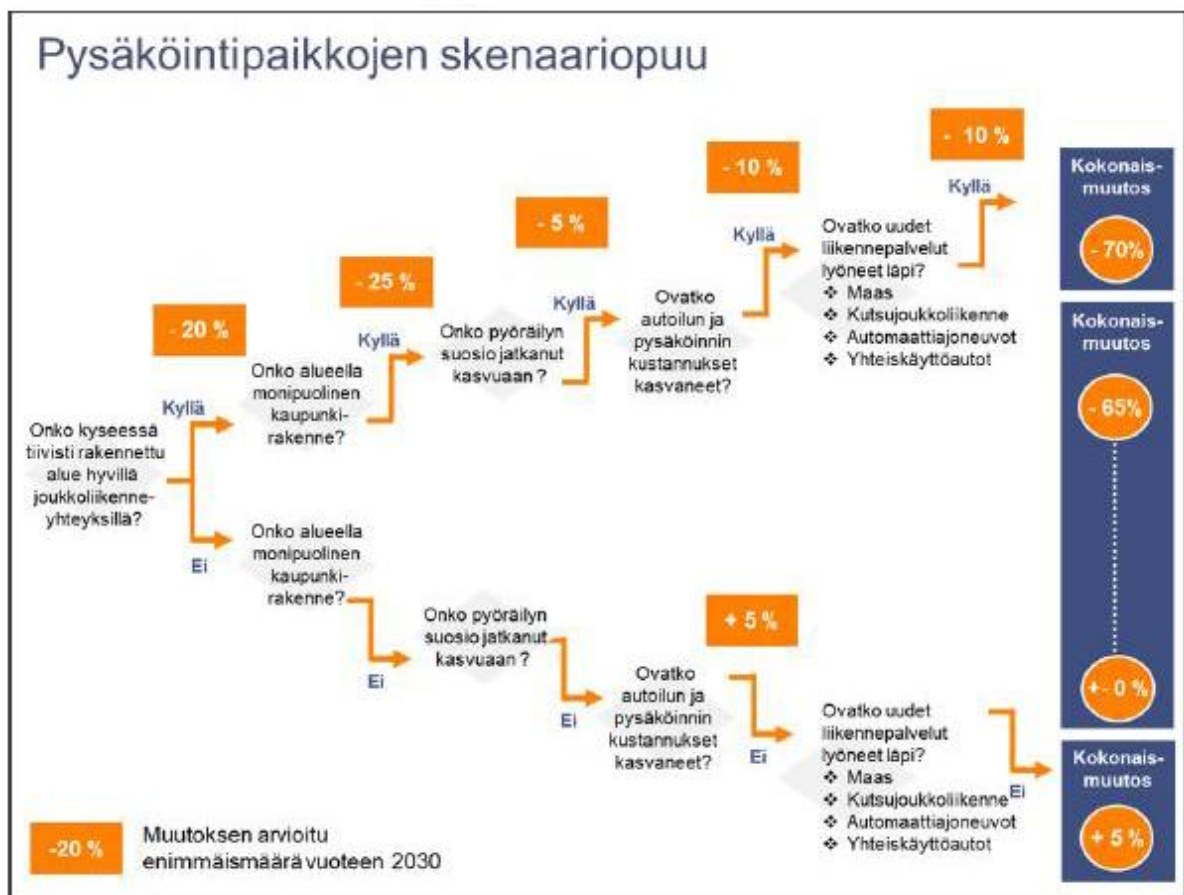 Pysäköintipaikkojen skenaariopuu
- 20 %
Kyllä
- 25 %
Kyllä
- 5 %
Kyllä
- 10 %
Kyllä
- 10 %
Kyllä
Onko kyseessä
tiivisti rakennettu
alue hyvillä
joukkoliikenne-
yhteyksillä?
Onko alueella
monipuolinen
kaupunki-
rakenne?
Onko pyöräilyn
suosio jatkanut
kasvuaan ?
Ovatko
autoilun ja
pysäköinnin
kustannukset
kasvaneet?
Ovatko uudet
liikennepalvelut
lyöneet läpi?
❖ Maas
❖ Kutsujoukkoliikenne
❖ Automaattiajoneuvot
❖ Yhteiskäyttöautot
Kokonais-
muutos
- 70%
Kokonais-
muutos
- 65%
+- 0 %
Ei
Onko alueella
monipuolinen
kaupunki-
rakenne?
Ei
Onko pyöräilyn
suosio jatkanut
kasvuaan ?
Ei
Ovatko
autoilun ja
pysäköinnin
kustannukset
kasvaneet?
+ 5 %
Ei
Ovatko uudet
liikennepalvelut
lyöneet läpi?
❖ Maas
❖ Kutsujoukkoliikenne
❖ Automaattiajoneuvot
❖ Yhteiskäyttöautot
Ei
Kokonais-
muutos
+ 5 %
-20 %
Muutoksen arvioitu
enimmäismäärä vuoteen 2030